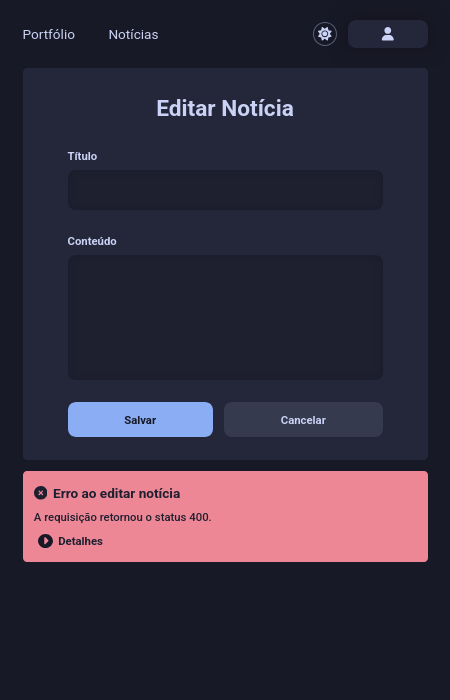 Portfólio Notícias
Editar Notícia
Título
Conteúdo
Salvar Cancelar
Erro ao editar notícia
A requisição retornou o status 400.
Detalhes